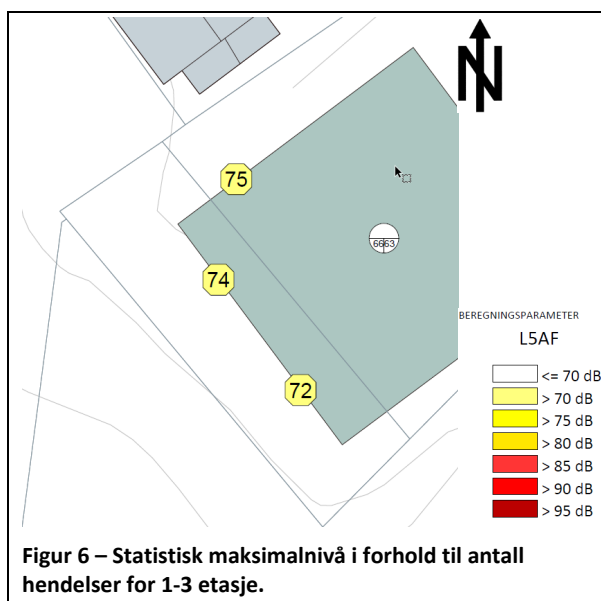 N
75
6663
74
72
BEREGNINGSPARAMETER
L5AF
<= 70 dB
> 70 dB
> 75 dB
> 80 dB
> 85 dB
> 90 dB
> 95 dB
Figur 6 – Statistisk maksimalnivå i forhold til antall
hendelser for 1-3 etasje.